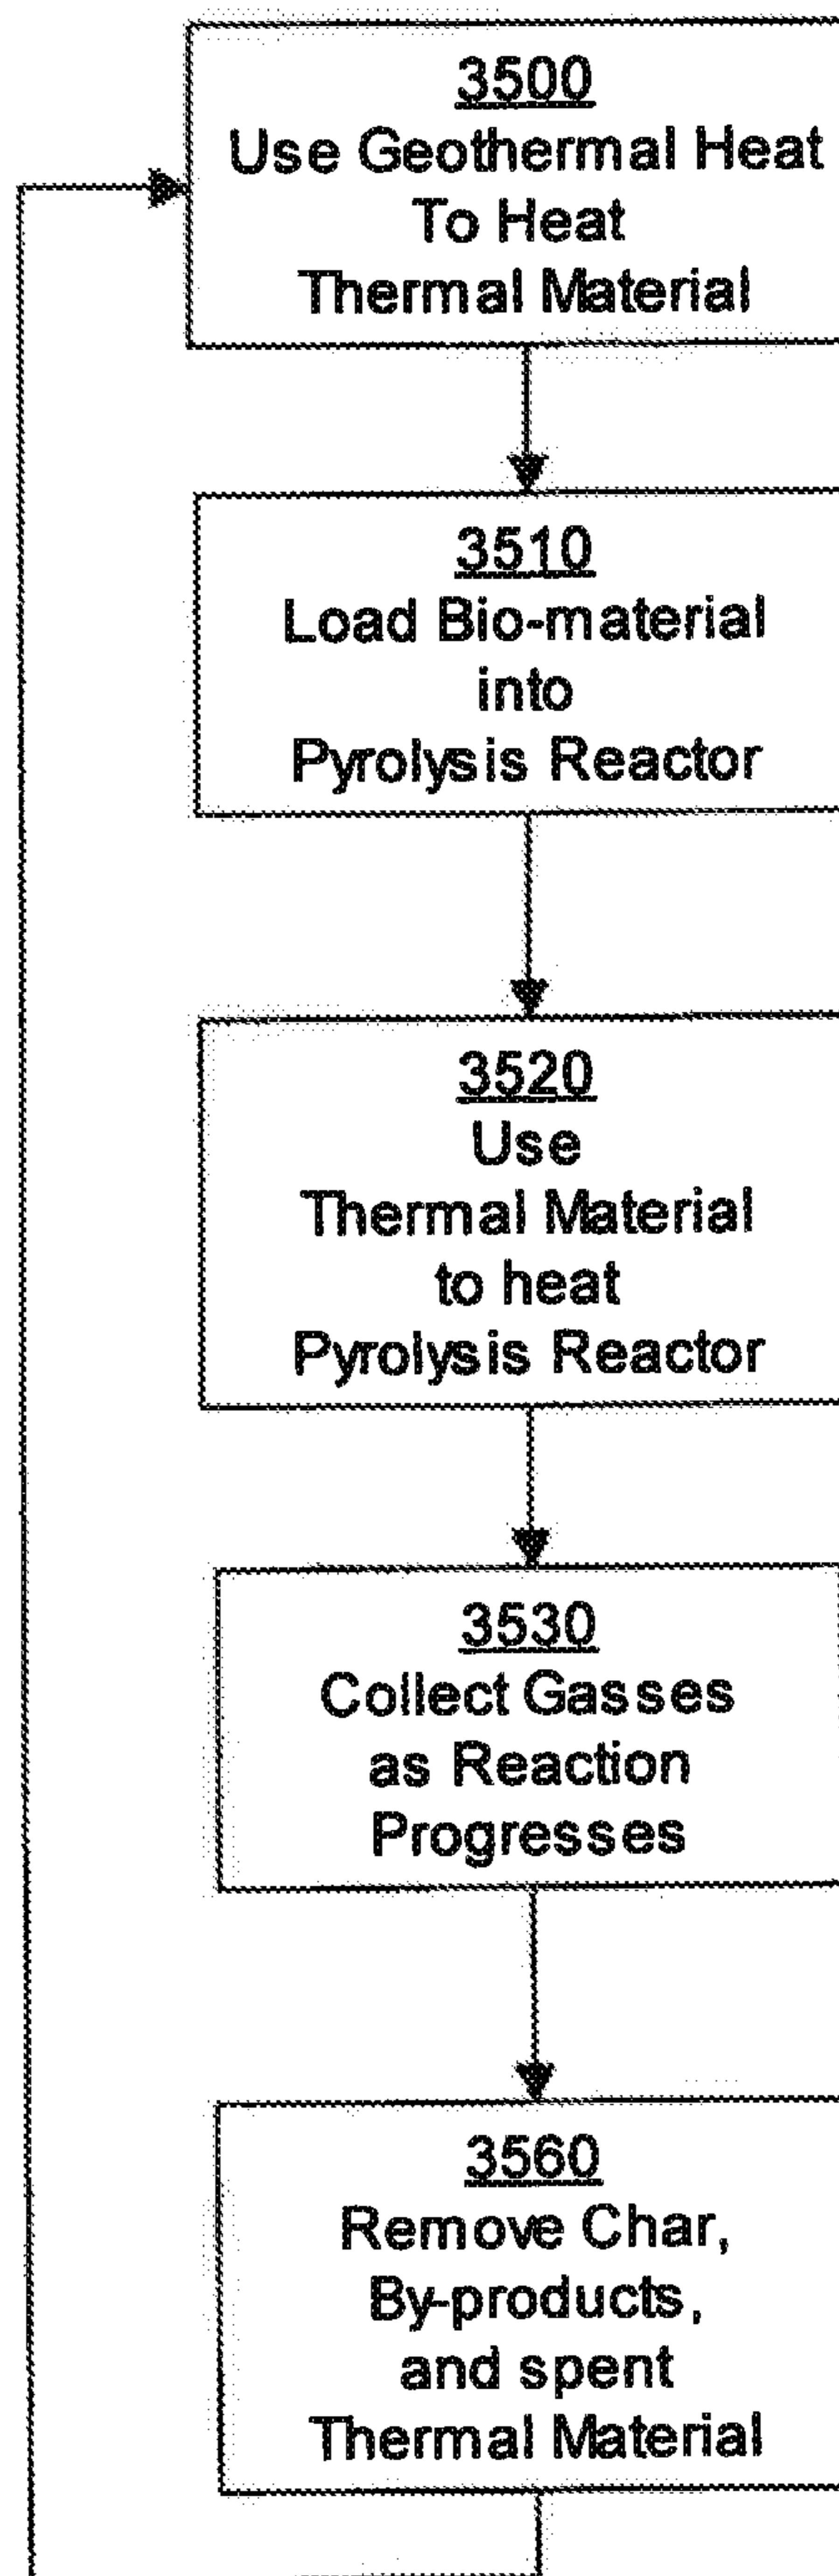 3500
Use Geothermal Heat
To Heat
Thermal Material
3510
Load Bio-material
into
Pyrolysis Reactor
3520
Use
Thermal Material
to heat
Pyrolysis Reactor
3530
Collect Gasses
as Reaction
Progresses
3560
Remove Char,
By-products,
and spent
Thermal Material